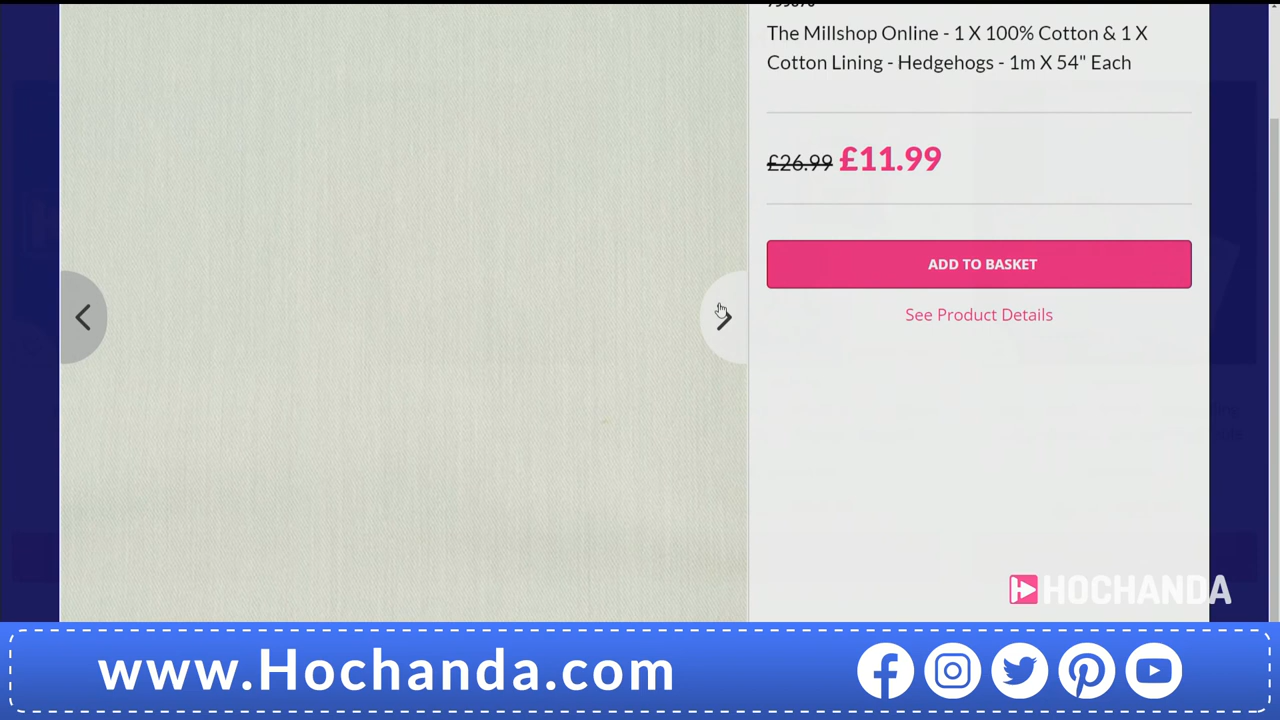 The Millshop Online - 1 X 100% Cotton & 1 X
Cotton Lining - Hedgehogs - 1m X 54" Each
£26.99 £11.99
ADD TO BASKET
See Product Details
HOCHANDA
www.Hochanda.com